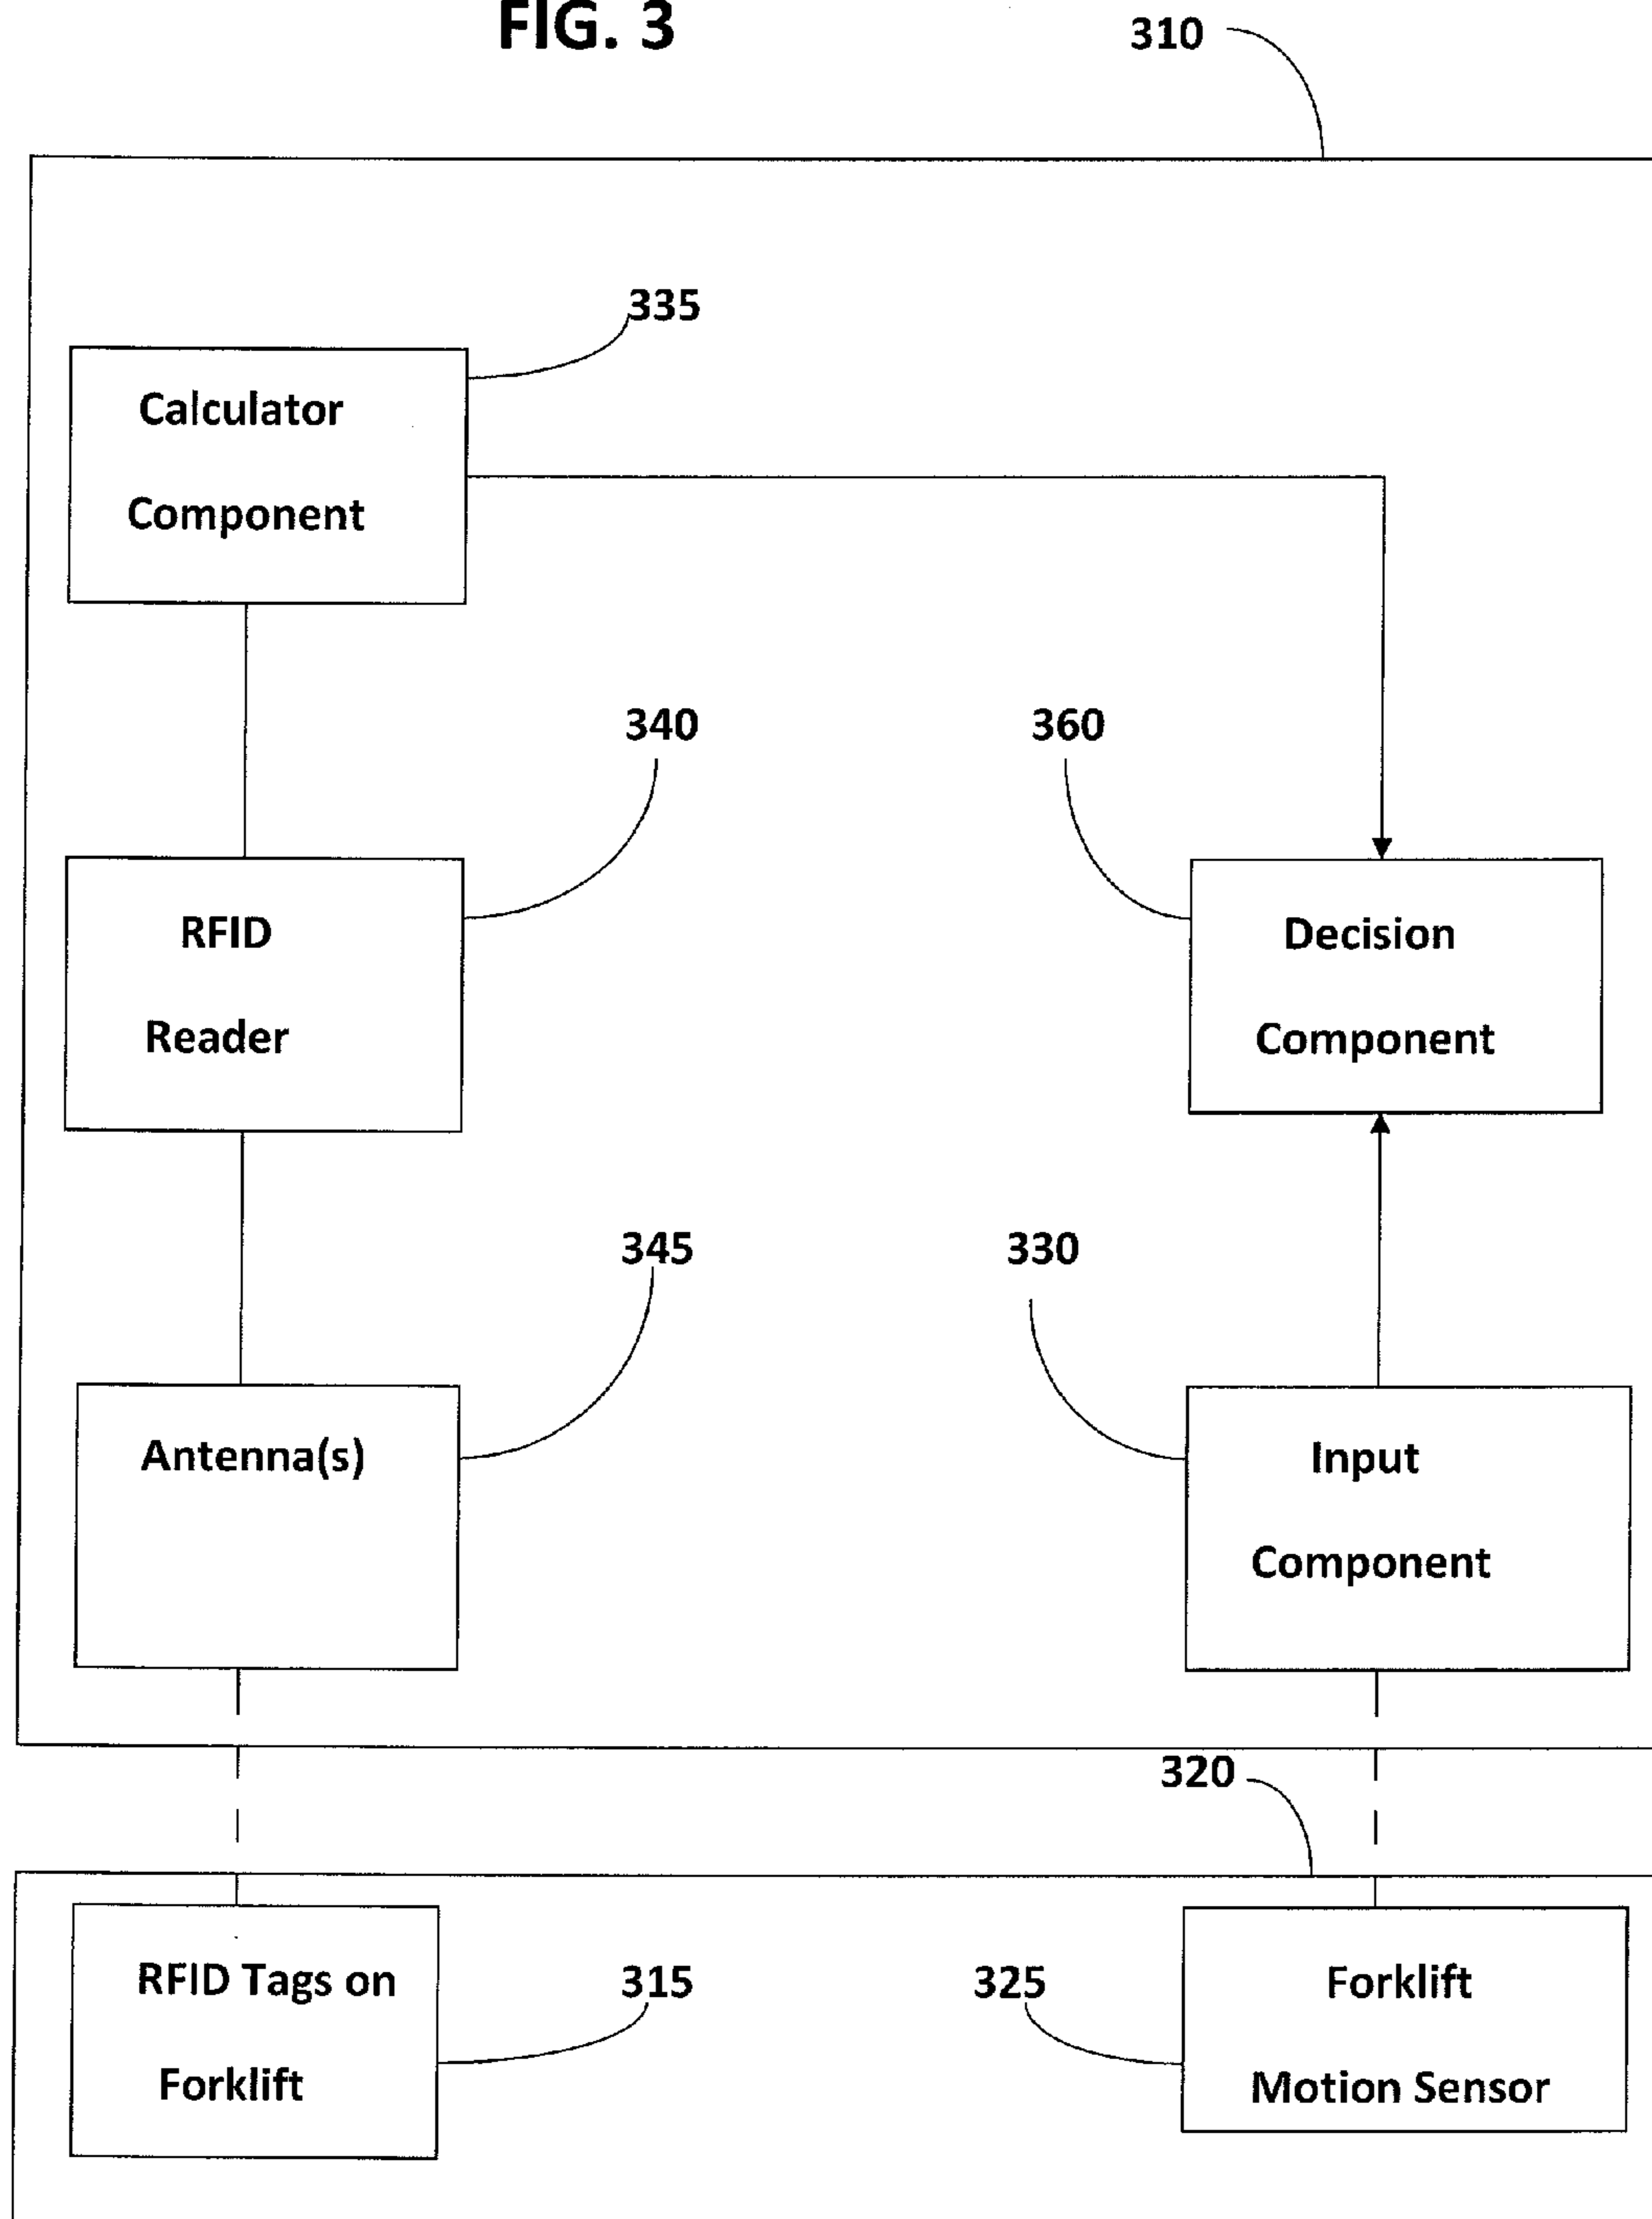 FIG. 3
310
335
Calculator
Component
340
360
RFID
Reader
Decision
Component
345
330
Antenna(s)
Input
Component
320
RFID Tags on
Forklift
315
325
Forklift
Motion Sensor